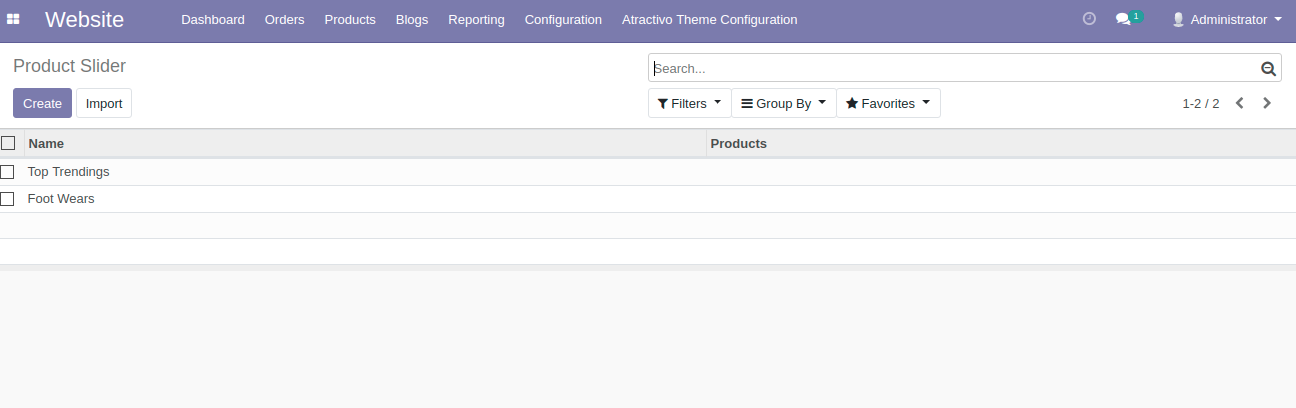 Website Dashboard Orders Products Blogs Reporting Configuration Atractivo Theme Configuration 1 Administrator
Product Slider
Search...
Create Import
Filters Group By Favorites 1-2 / 2
Name Products
Top Trendings
Foot Wears